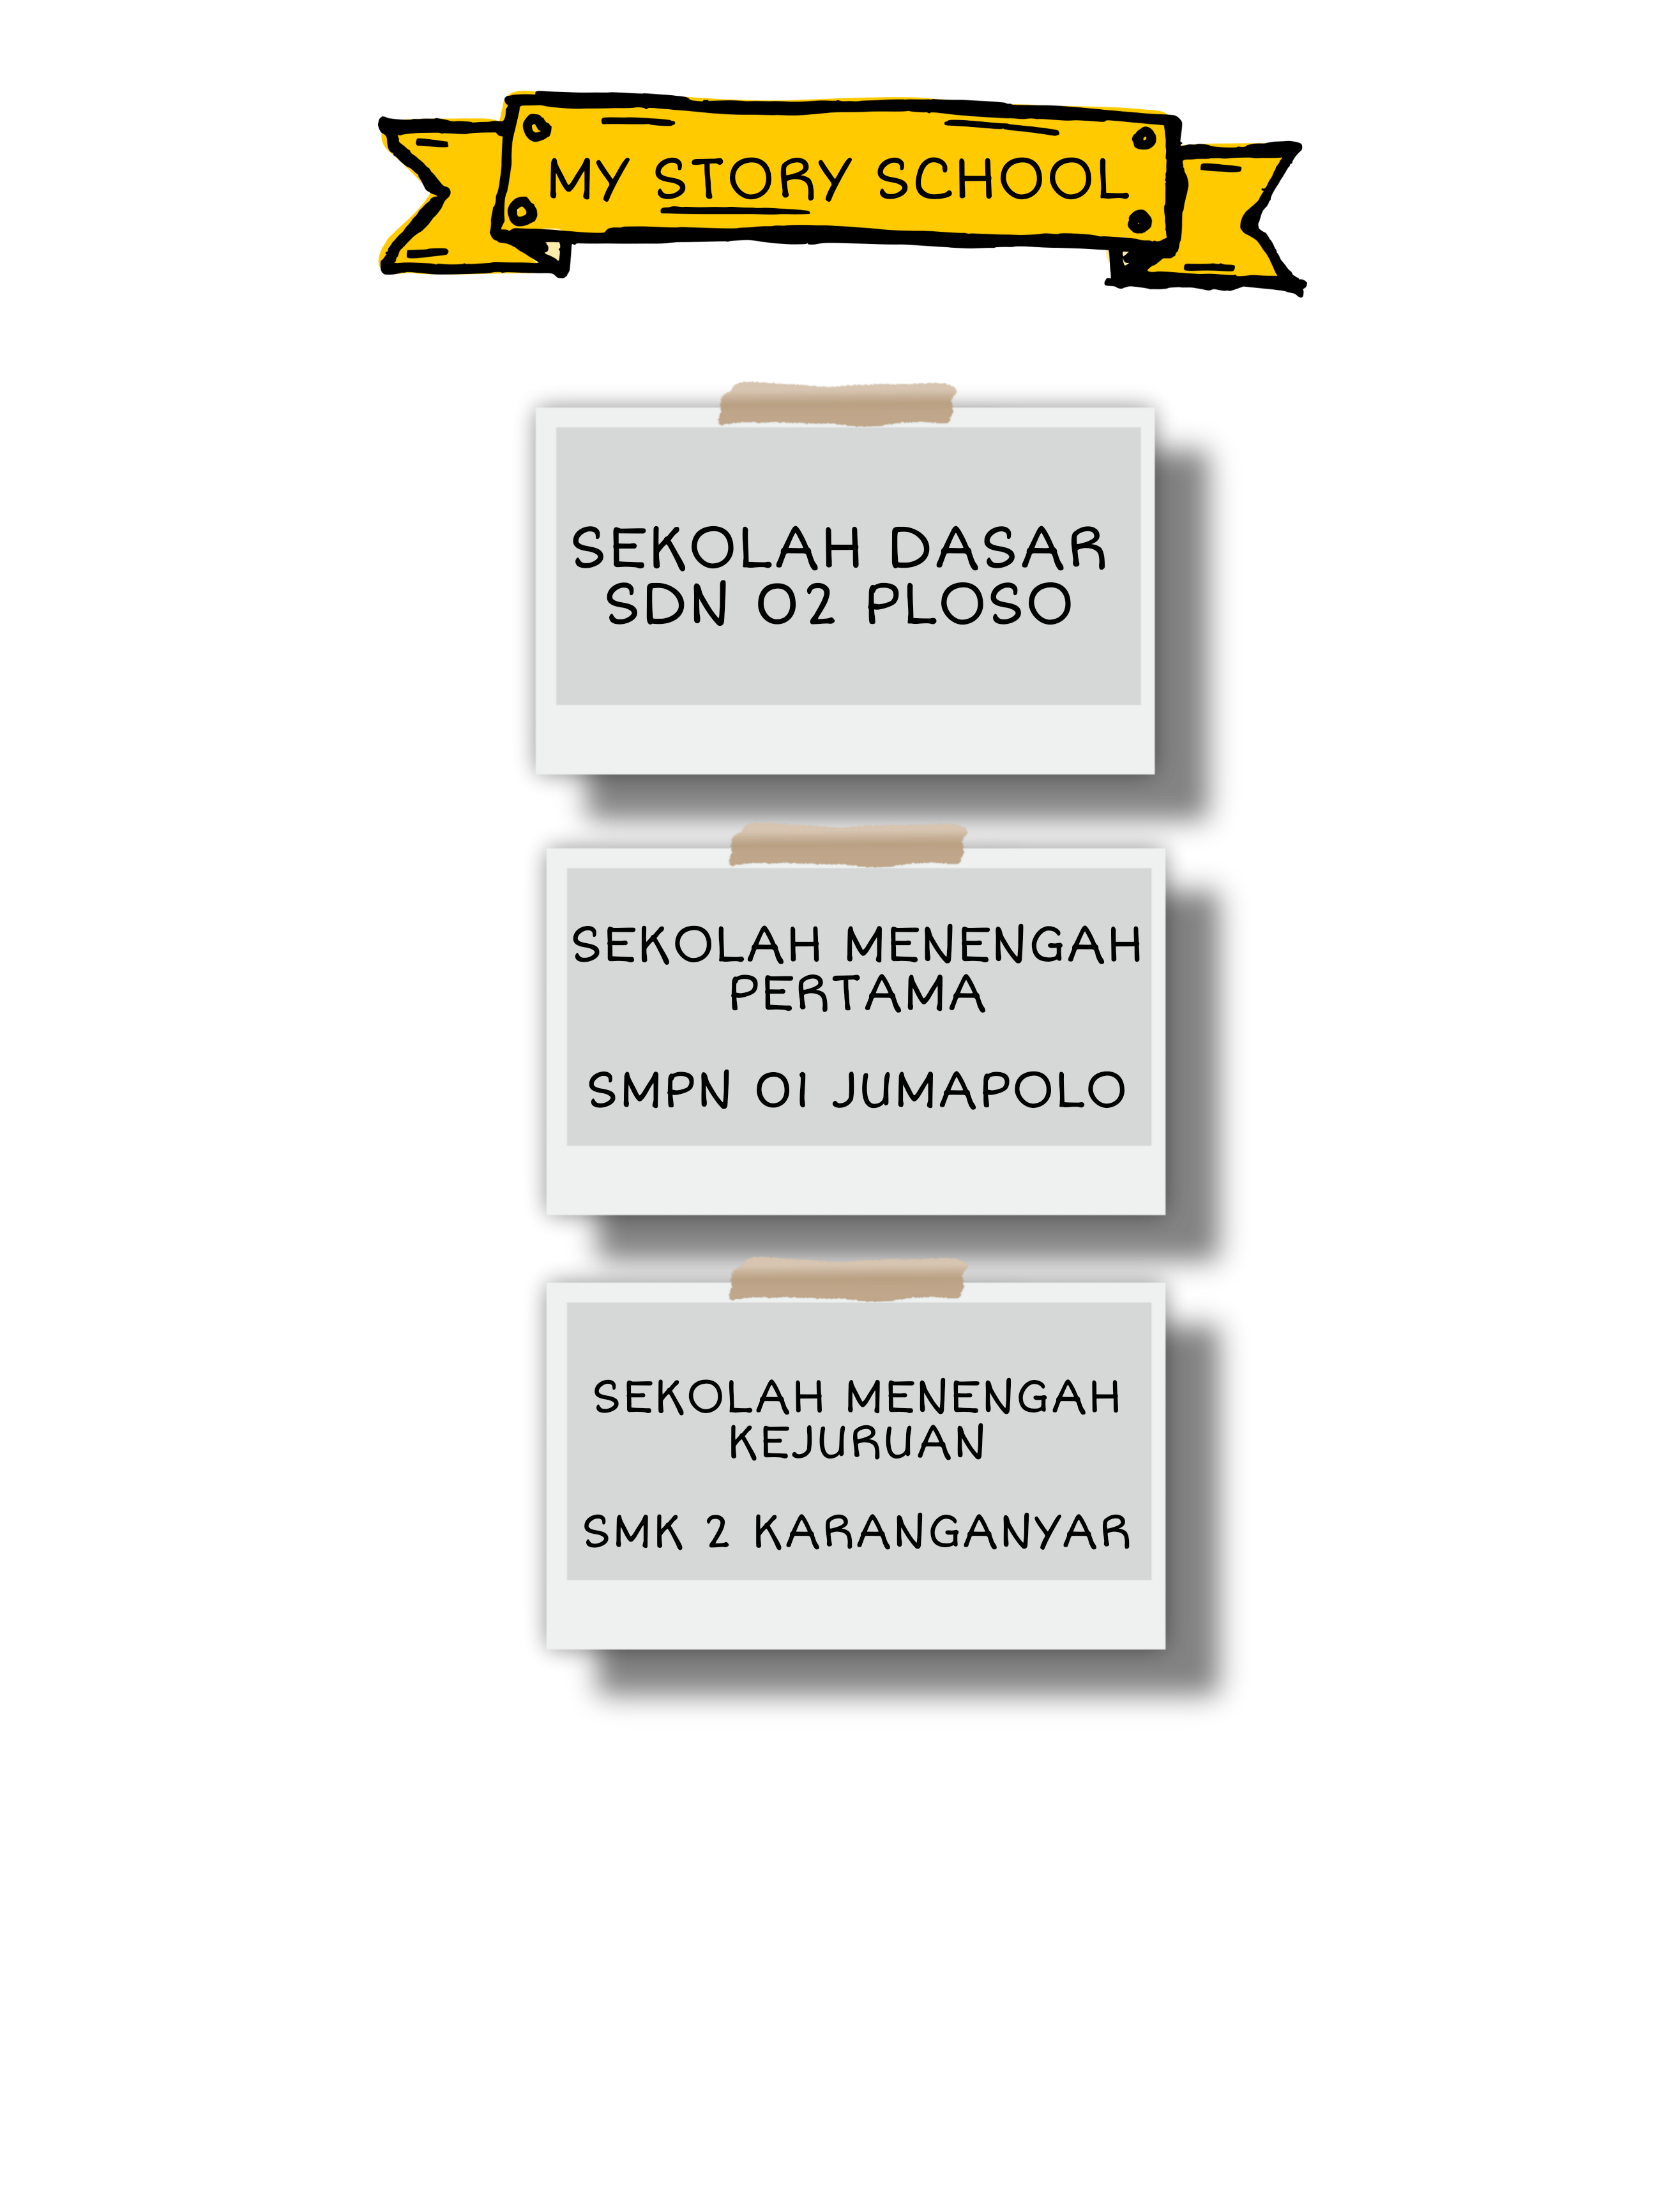 MY STORY SCHOOL
SEKOLAH DASAR
SDN 02 PLOSO
SEKOLAH MENENGAH
PERTAMA
SMPN 01 JUMAPOLO
SEKOLAH MENENGAH
KEJURUAN
SMK 2 KARANGANYAR